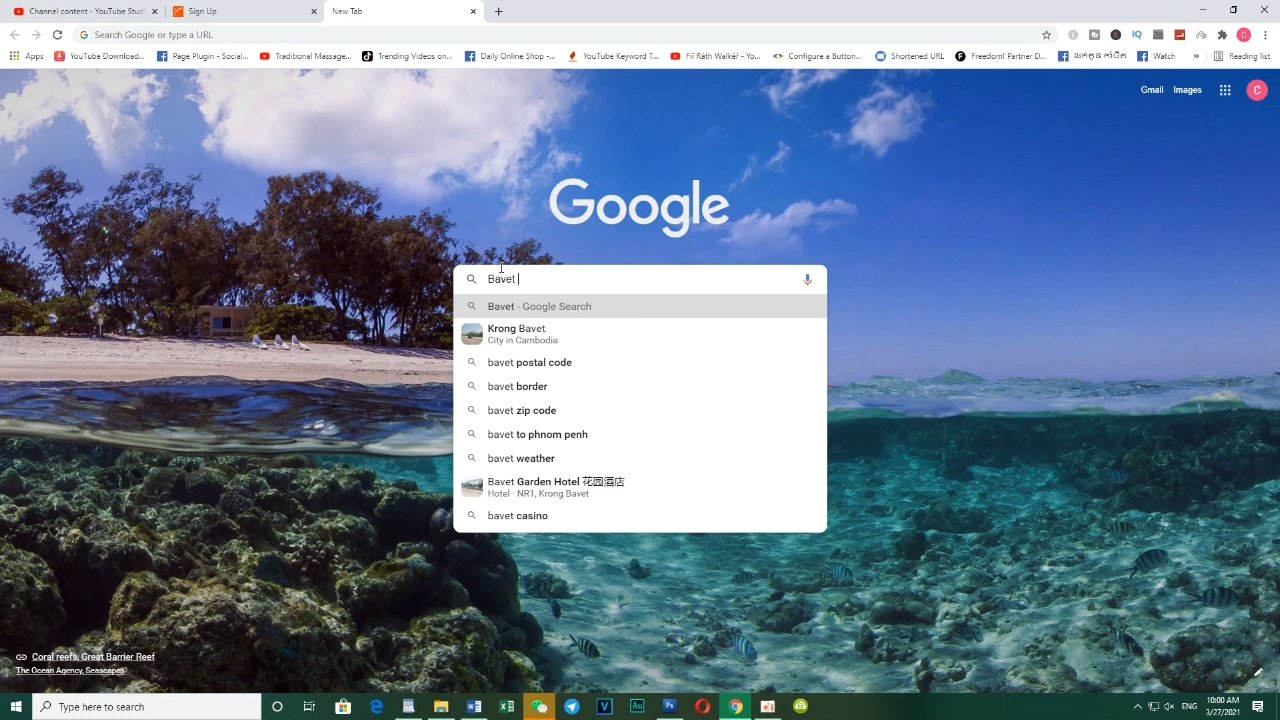 Channel content - YouTube Studi
Sign Up
New Tab
Search Google or type a URL
Apps
YouTube Download...
Page Plugin - Social...
Traditional Massage...
Trending Videos on...
Daily Online Shop -...
YouTube Keyword T...
Configure a Button...
Shortened URL
Freedom! Partner D...
Watch
»
Reading list
Gmail
Images
C
Google
Bavet
Bavet - Google Search
Krong Bavet
City in Cambodia
bavet postal code
bavet border
bavet zip code
bavet to phnom penh
bavet weather
Bavet Garden Hotel 花园酒店
Hotel · NR1, Krong Bavet
bavet casino
Coral reefs, Great Barrier Reef
The Ocean Agency, Seascapes
Type here to search
ENG
10:00 AM
3/27/2021